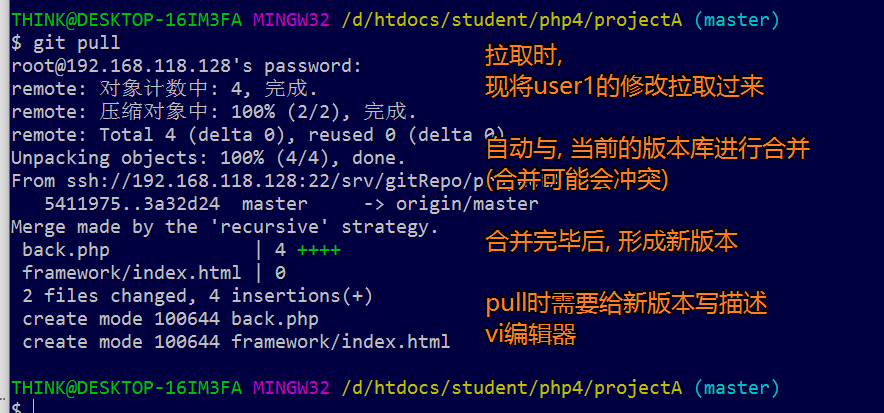 THINK@DESKTOP-16IM3FA MINGW32 /d/htdocs/student/php4/projectA (master)
$ git pull
root@192.168.118.128's password:
remote: 对象计数中: 4, 完成.
remote: 压缩对象中: 100% (2/2), 完成.
remote: Total 4 (delta 0), reused 0 (delta 0)
Unpacking objects: 100% (4/4), done.
From ssh://192.168.118.128:22/srv/gitRepo/
5411975..3a32d24 master -> origin/master
Merge made by the 'recursive' strategy.
back.php | 4 ++++
framework/index.html | 0
2 files changed, 4 insertions(+)
create mode 100644 back.php
create mode 100644 framework/index.html
THINK@DESKTOP-16IM3FA MINGW32 /d/htdocs/student/php4/projectA (master)
$
拉取时,
现将user1的修改拉取过来
自动与, 当前的版本库进行合并
(合并可能会冲突)
合并完毕后, 形成新版本
pull时需要给新版本写描述
vi编辑器